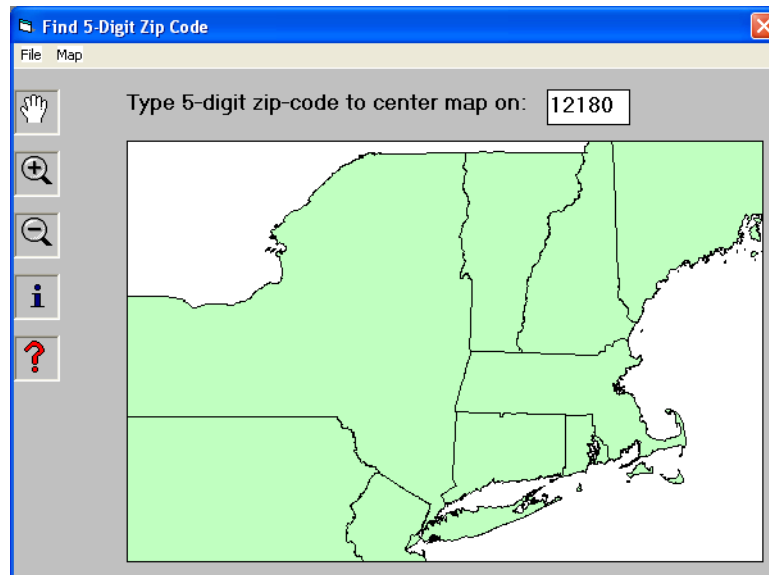 Find 5-Digit Zip Code
File Map
Type 5-digit zip-code to center map on: 12180
i
?